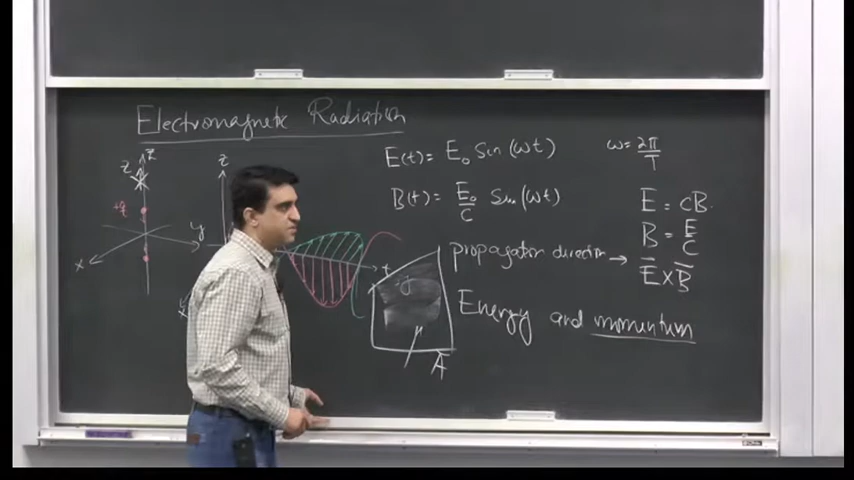 Electromagnetic Radiation
z
z
+q
y
x
z
x
t
y
A
E(t) = E₀ Sin (ωt)
ω = 2π/T
B(t) = E₀/C Sin (ωt)
E = cB
B = E/C
propagation direction → E̅ × B̅
Energy and momentum